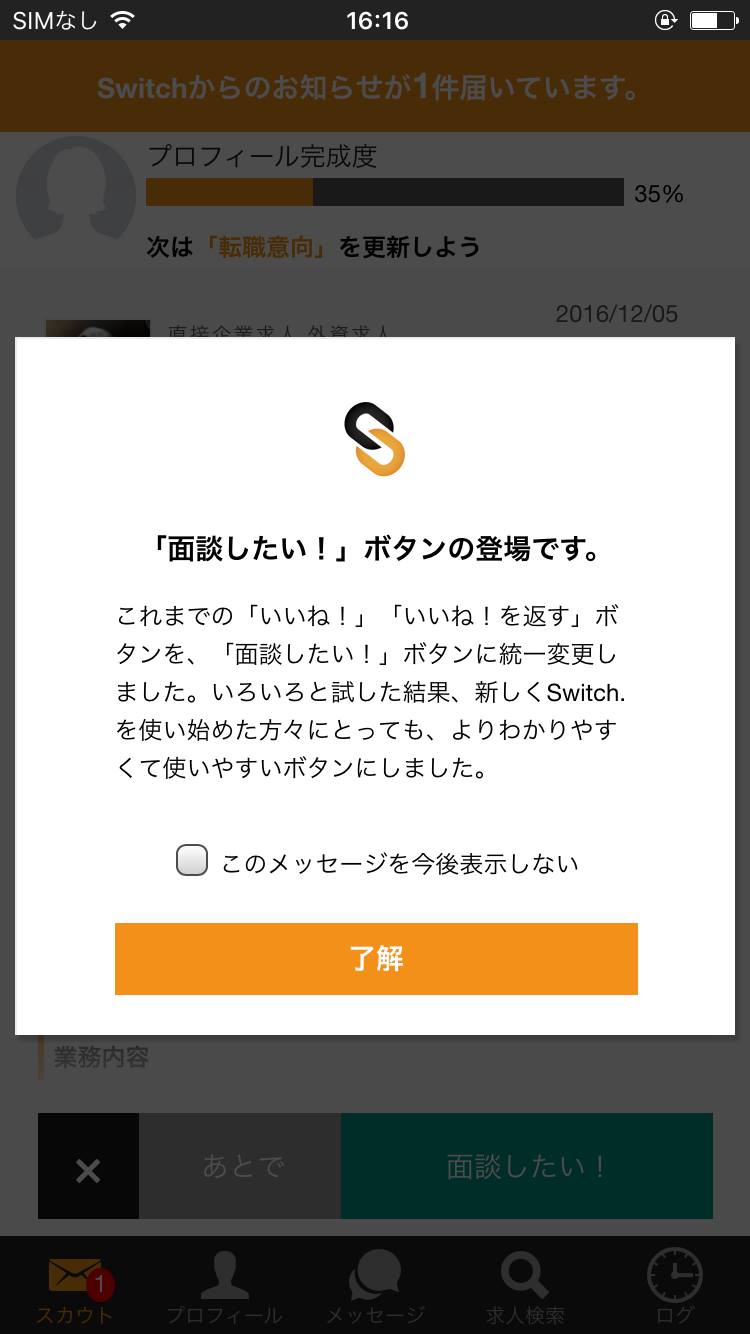 SIMなし
16:16
Switchからのお知らせが1件届いています。
プロフィール完成度
35%
次は「転職意向」を更新しよう
2016/12/05
直接企業求人 外資求人
「面談したい！」ボタンの登場です。
これまでの「いいね！」「いいね！を返す」ボ
タンを、「面談したい！」ボタンに統一変更し
ました。いろいろと試した結果、新しくSwitch.
を使い始めた方々にとっても、よりわかりやす
くて使いやすいボタンにしました。
このメッセージを今後表示しない
了解
業務内容
×
あとで
面談したい！
1
スカウト
プロフィール
メッセージ
求人検索
ログ